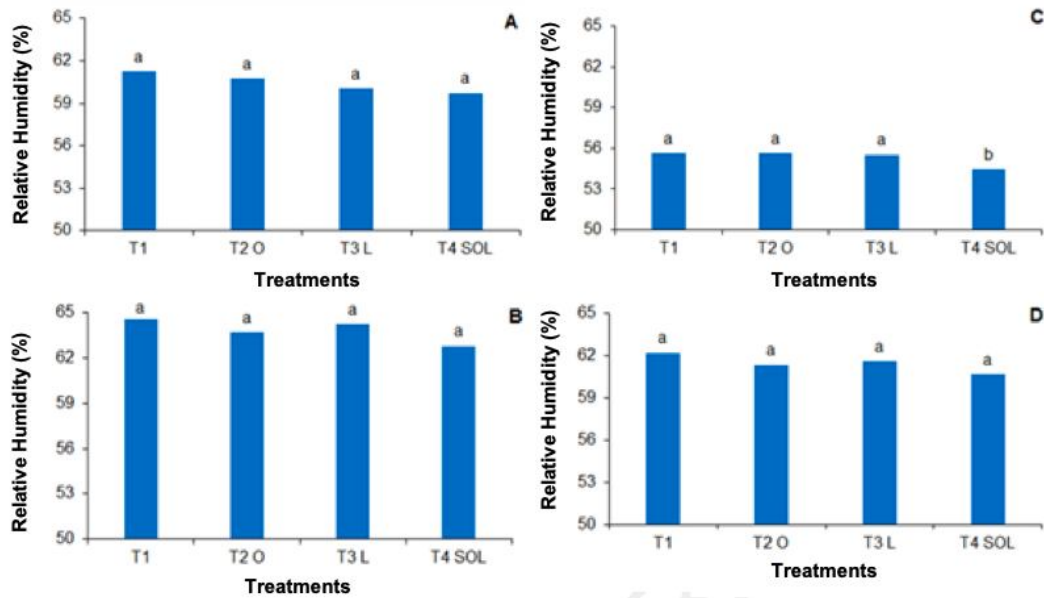 A
Relative Humidity (%)
65
62
59
56
53
50
a
a
a
a
T1
T2 O
T3 L
T4 SOL
Treatments
C
Relative Humidity (%)
65
62
59
56
53
50
a
a
a
b
T1
T2 O
T3 L
T4 SOL
Treatments
B
Relative Humidity (%)
65
62
59
56
53
50
a
a
a
a
T1
T2 O
T3 L
T4 SOL
Treatments
D
Relative Humidity (%)
65
62
59
56
53
50
a
a
a
a
T1
T2 O
T3 L
T4 SOL
Treatments